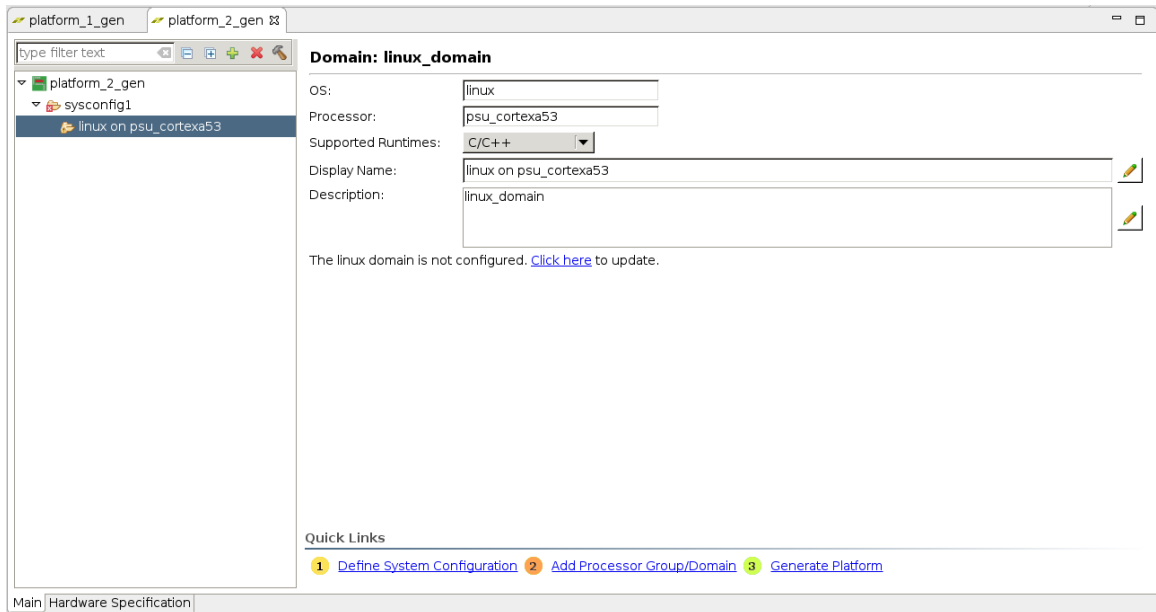 platform_1_gen platform_2_gen
type filter text
platform_2_gen
sysconfig1
linux on psu_cortexa53
Domain: linux_domain
OS: linux
Processor: psu_cortexa53
Supported Runtimes: C/C++
Display Name: linux on psu_cortexa53
Description: linux_domain
The linux domain is not configured. Click here to update.
Quick Links
1 Define System Configuration 2 Add Processor Group/Domain 3 Generate Platform
Main Hardware Specification